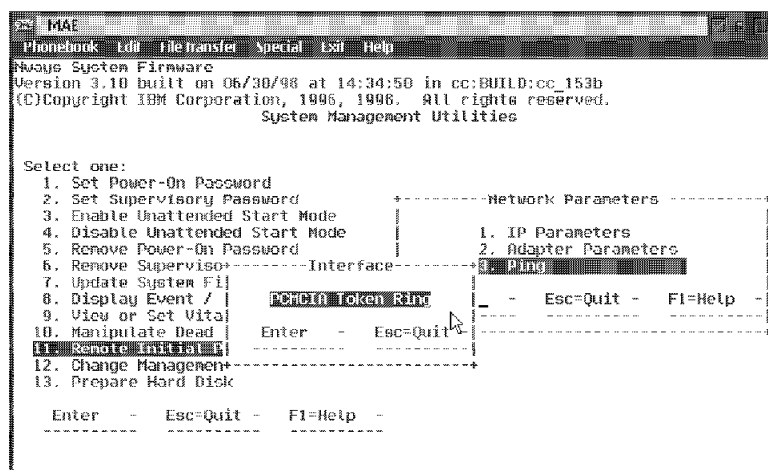 MAE
Phonebook Edit File transfer Special Exit Help
Nways System Firmware
Version 3.10 built on 06/30/98 at 14:34:50 in cc:BUILD:cc_153b
(C)Copyright IBM Corporation, 1996, 1998. All rights reserved.
System Management Utilities
Select one:
1. Set Power-On Password
2. Set Supervisory Password
3. Enable Unattended Start Mode
4. Disable Unattended Start Mode
5. Remove Power-On Password
6. Remove Superviso
7. Update System Fi
8. Display Event /
9. View or Set Vita
10. Manipulate Dead
11. Remote Initial P
12. Change Managemen
13. Prepare Hard Disk
Enter - Esc=Quit - F1=Help -
Network Parameters
1. IP Parameters
2. Adapter Parameters
3. Ping
- Esc=Quit - F1=Help -
Interface
PCMCIA Token Ring
Enter - Esc=Quit